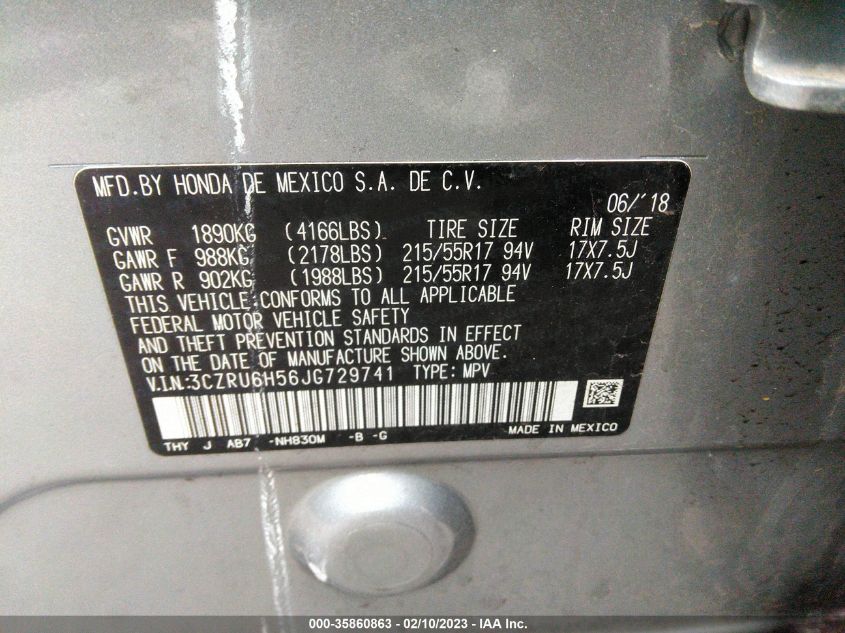 MFD.BY HONDA DE MEXICO S.A. DE C.V.
06/'18
GVWR 1890KG (4166LBS) TIRE SIZE RIM SIZE
GAWR F 988KG (2178LBS) 215/55R17 94V 17X7.5J
GAWR R 902KG (1988LBS) 215/55R17 94V 17X7.5J
THIS VEHICLE CONFORMS TO ALL APPLICABLE
FEDERAL MOTOR VEHICLE SAFETY
AND THEFT PREVENTION STANDARDS IN EFFECT
ON THE DATE OF MANUFACTURE SHOWN ABOVE.
V.I.N.:3CZRU6H56JG729741 TYPE: MPV
THY J AB7 -NH830M -B -G MADE IN MEXICO
000-35860863 - 02/10/2023 - IAA Inc.